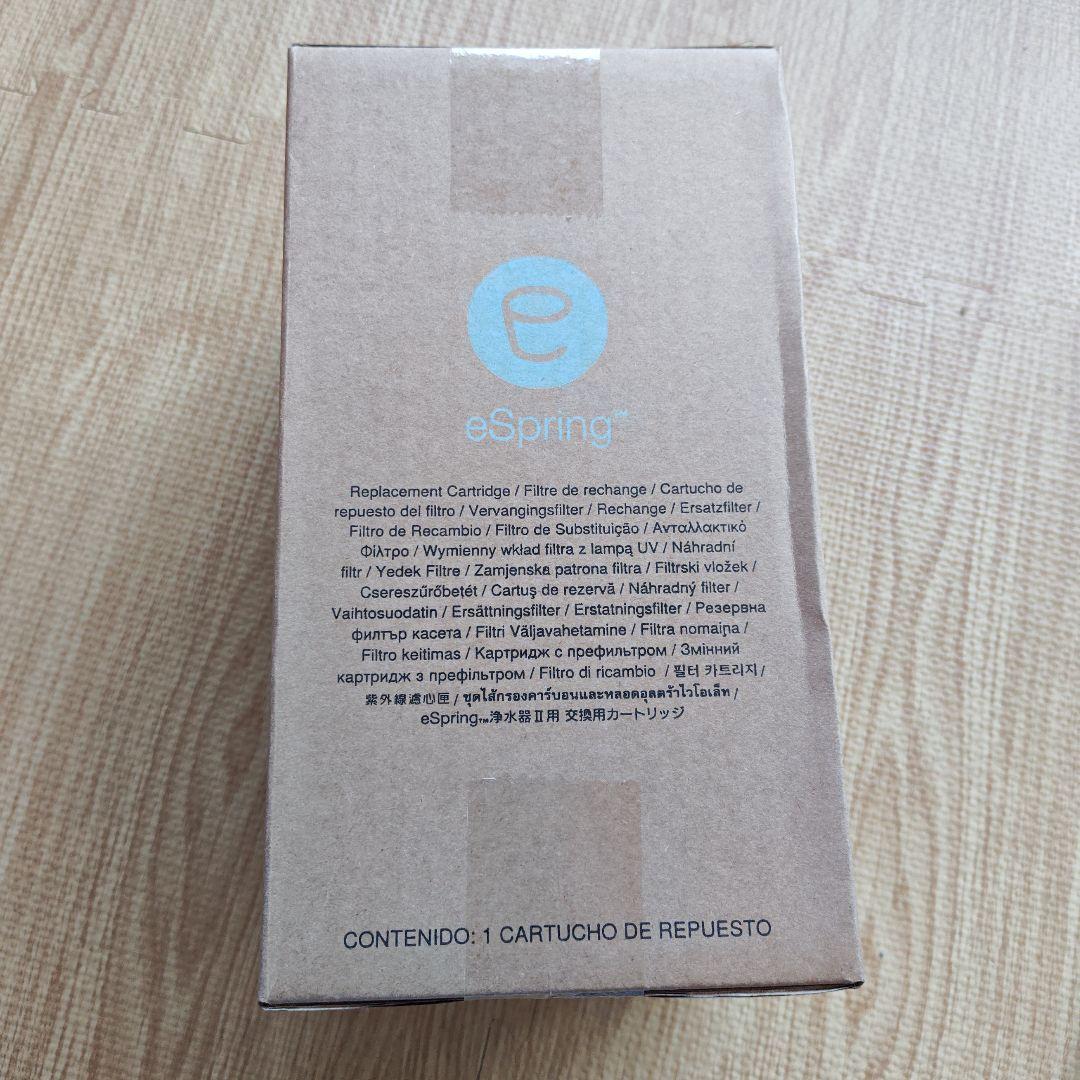 eSpring™
Replacement Cartridge / Filtre de rechange / Cartucho de
repuesto del filtro / Vervangingsfilter / Rechange / Ersatzfilter /
Filtro de Recambio / Filtro de Substituição / Ανταλλακτικό
Φίλτρο / Wymienny wkład filtra z lampą UV / Náhradní
filtr / Yedek Filtre / Zamjenska patrona filtra / Filtrski vložek /
Csereszűrőbetét / Cartuş de rezervă / Náhradný filter /
Vaihtosuodatin / Ersättningsfilter / Erstatningsfilter / Резервна
филтър касета / Filtri Väljavahetamine / Filtra nomaiņa /
Filtro keitimas / Картридж с префильтром / Змінний
картридж з префільтром / Filtro di ricambio / 필터 카트리지 /
紫外線濾心匣 / ชุดไส้กรองคาร์บอนและหลอดอุลตร้าไวโอเล็ท /
eSpring™浄水器Ⅱ用 交換用カートリッジ
CONTENIDO: 1 CARTUCHO DE REPUESTO